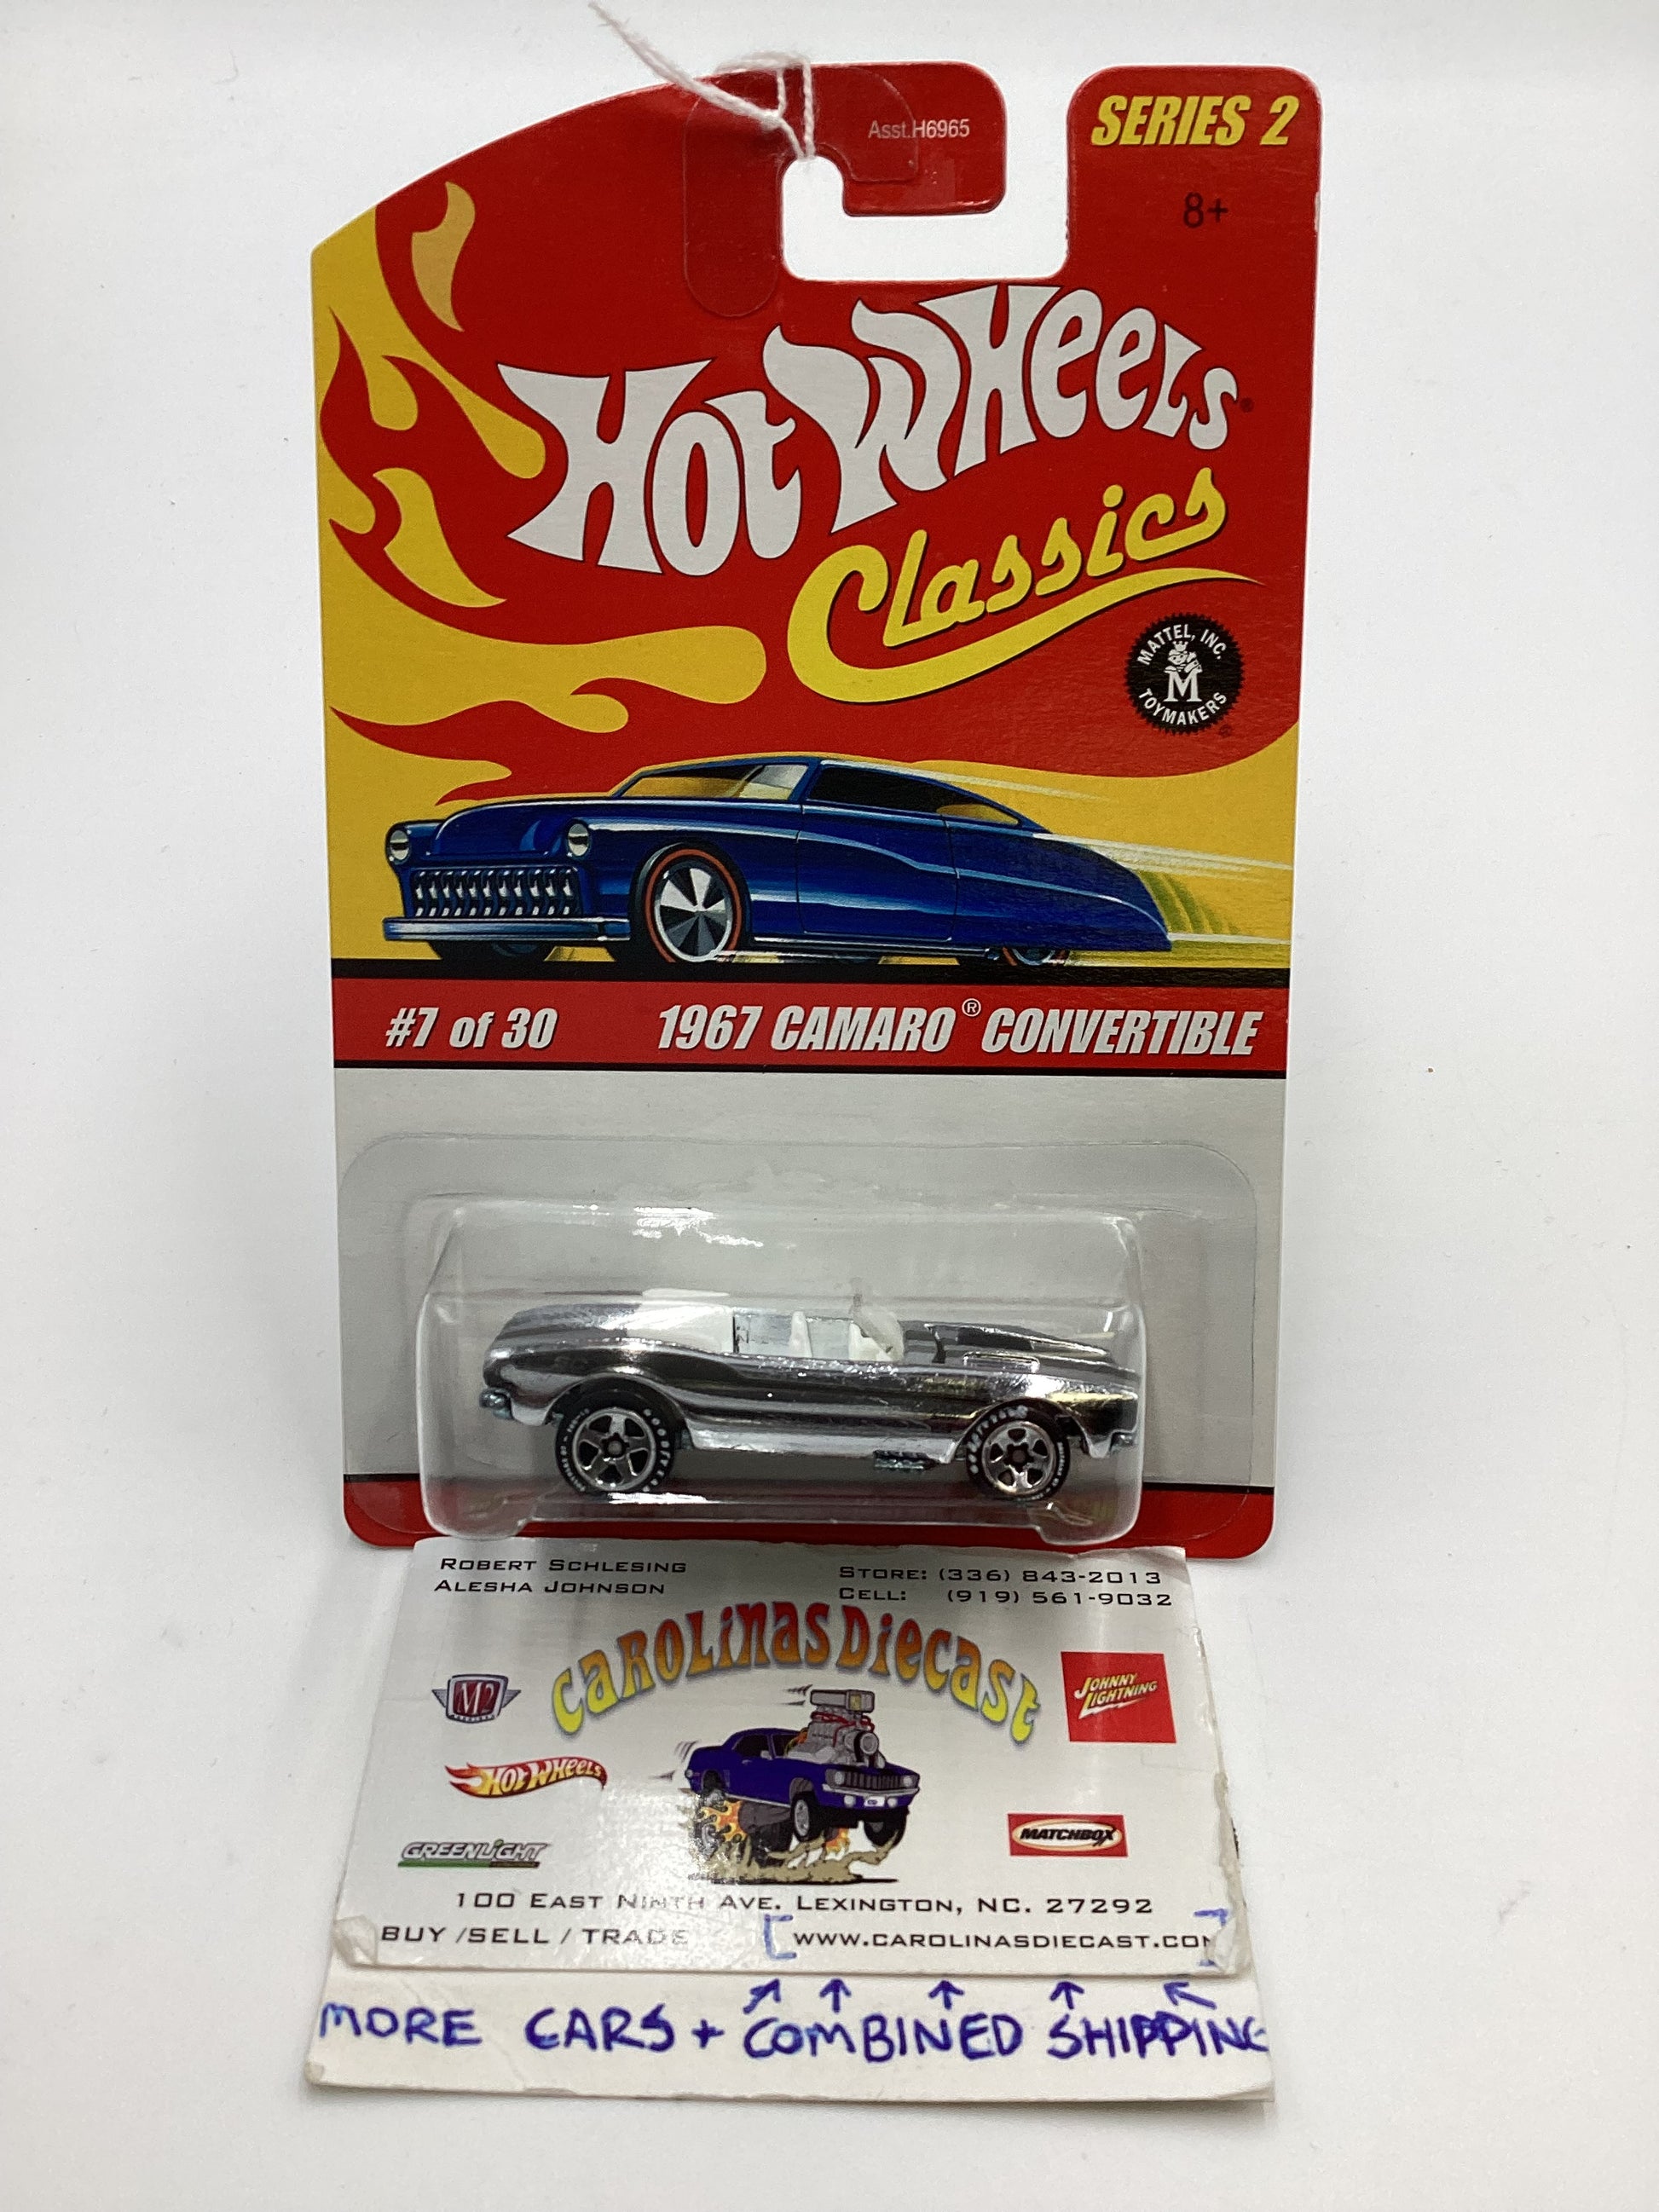 Asst.H6965
SERIES 2
8+
Hot Wheels®
Classics
MATTEL, INC.
M
TOYMAKERS
®
#7 of 30 1967 CAMARO® CONVERTIBLE
ROBERT SCHLESING STORE: (336) 843-2013
ALESHA JOHNSON CELL: (919) 561-9032
CAROLINAS DIECAST
M2
JOHNNY
LIGHTNING
HOT WHEELS
GREENLIGHT
MATCHBOX
100 EAST NINTH AVE. LEXINGTON, NC. 27292
BUY /SELL / TRADE [WWW.CAROLINASDIECAST.COM]
MORE CARS + COMBINED SHIPPING